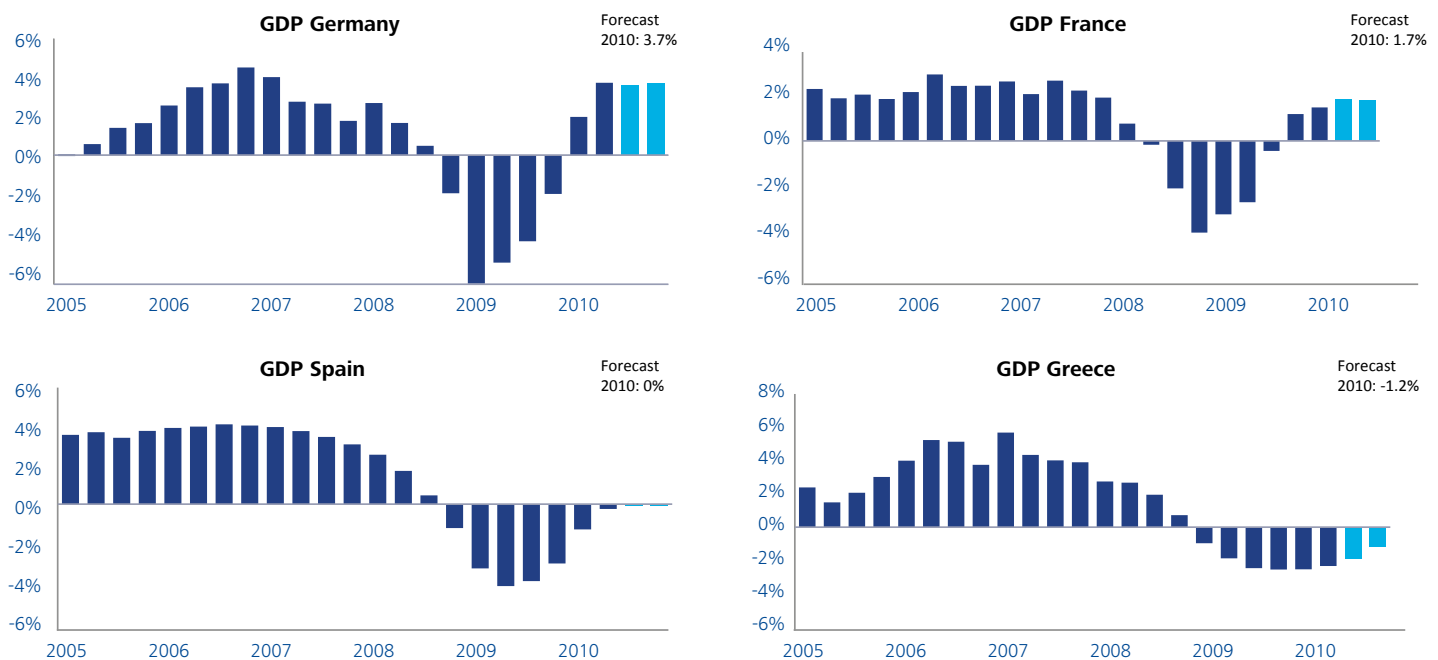 GDP Germany
Forecast
2010: 3.7%
6%
4%
2%
0%
-2%
-4%
-6%
2005 2006 2007 2008 2009 2010
GDP France
Forecast
2010: 1.7%
4%
2%
0%
-2%
-4%
-6%
2005 2006 2007 2008 2009 2010
GDP Spain
Forecast
2010: 0%
6%
4%
2%
0%
-2%
-4%
-6%
2005 2006 2007 2008 2009 2010
GDP Greece
Forecast
2010: -1.2%
8%
6%
4%
2%
0%
-2%
-4%
-6%
2005 2006 2007 2008 2009 2010